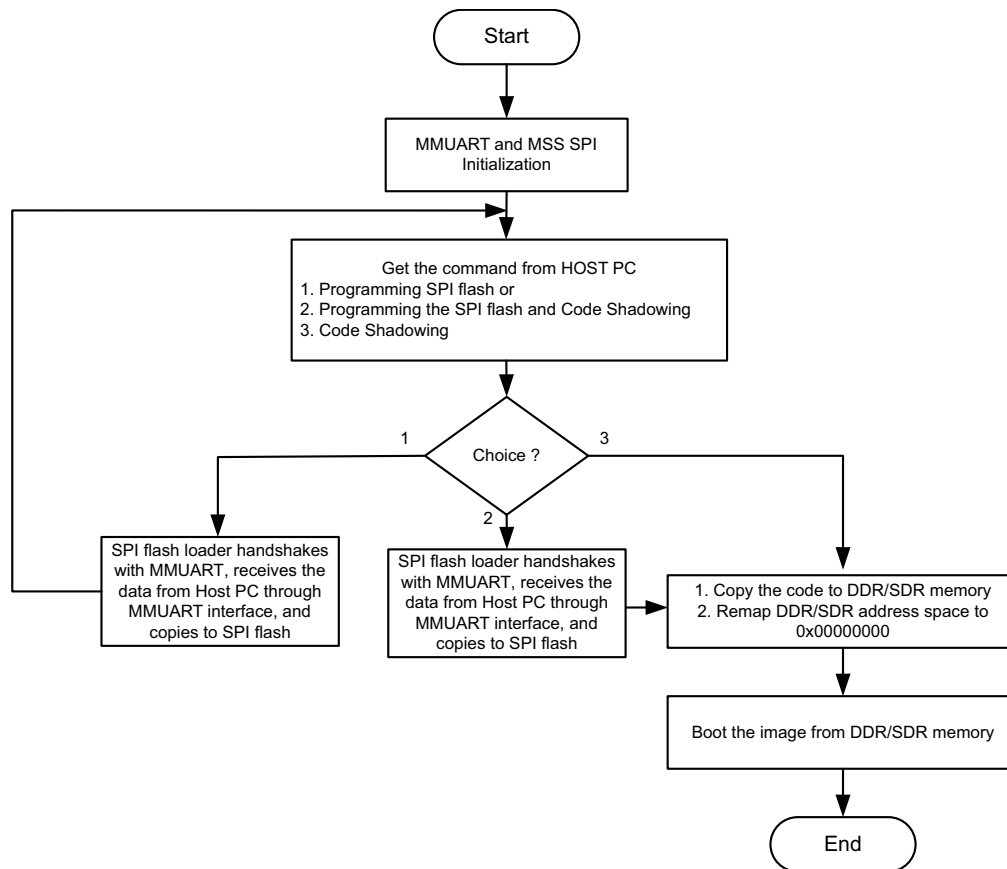 Start
MMUART and MSS SPI
Initialization
Get the command from HOST PC
1. Programming SPI flash or
2. Programming the SPI flash and Code Shadowing
3. Code Shadowing
Choice ?
1
3
2
SPI flash loader handshakes
with MMUART, receives the
data from Host PC through
MMUART interface, and
copies to SPI flash
SPI flash loader handshakes
with MMUART, receives the
data from Host PC through
MMUART interface, and
copies to SPI flash
1. Copy the code to DDR/SDR memory
2. Remap DDR/SDR address space to
0x00000000
Boot the image from DDR/SDR memory
End